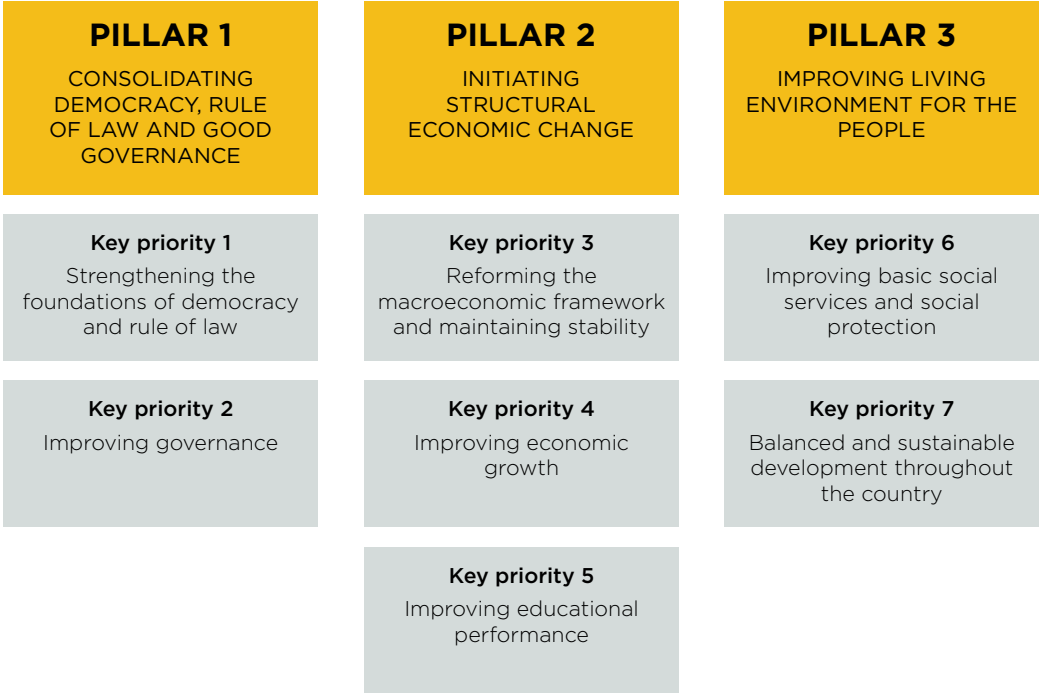 PILLAR 1
CONSOLIDATING
DEMOCRACY, RULE
OF LAW AND GOOD
GOVERNANCE
Key priority 1
Strengthening the
foundations of democracy
and rule of law
Key priority 2
Improving governance
PILLAR 2
INITIATING
STRUCTURAL
ECONOMIC CHANGE
Key priority 3
Reforming the
macroeconomic framework
and maintaining stability
Key priority 4
Improving economic
growth
Key priority 5
Improving educational
performance
PILLAR 3
IMPROVING LIVING
ENVIRONMENT FOR THE
PEOPLE
Key priority 6
Improving basic social
services and social
protection
Key priority 7
Balanced and sustainable
development throughout
the country